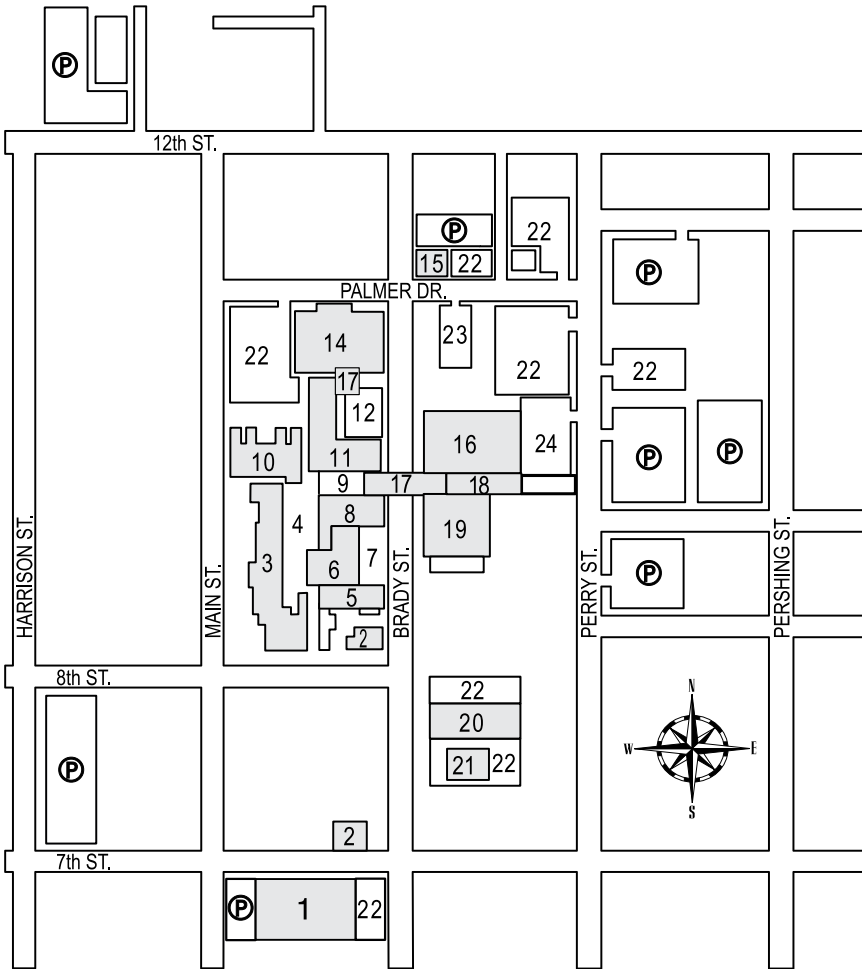 P
12th ST.
22
P
15
22
PALMER DR.
P
14
23
22
22
22
17
12
16
24
10
11
P
P
9
17
18
8
4
19
3
7
6
P
5
2
HARRISON ST.
MAIN ST.
BRADY ST.
PERRY ST.
PERSHING ST.
8th ST.
22
N
20
W
E
P
21
22
S
2
7th ST.
P
1
22